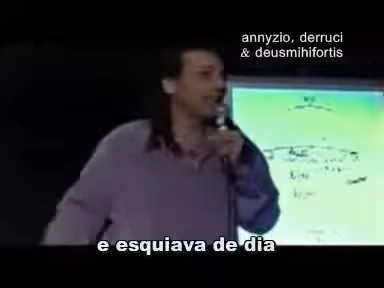 annyzio, derruci
& deusmihifortis
e esquiava de dia